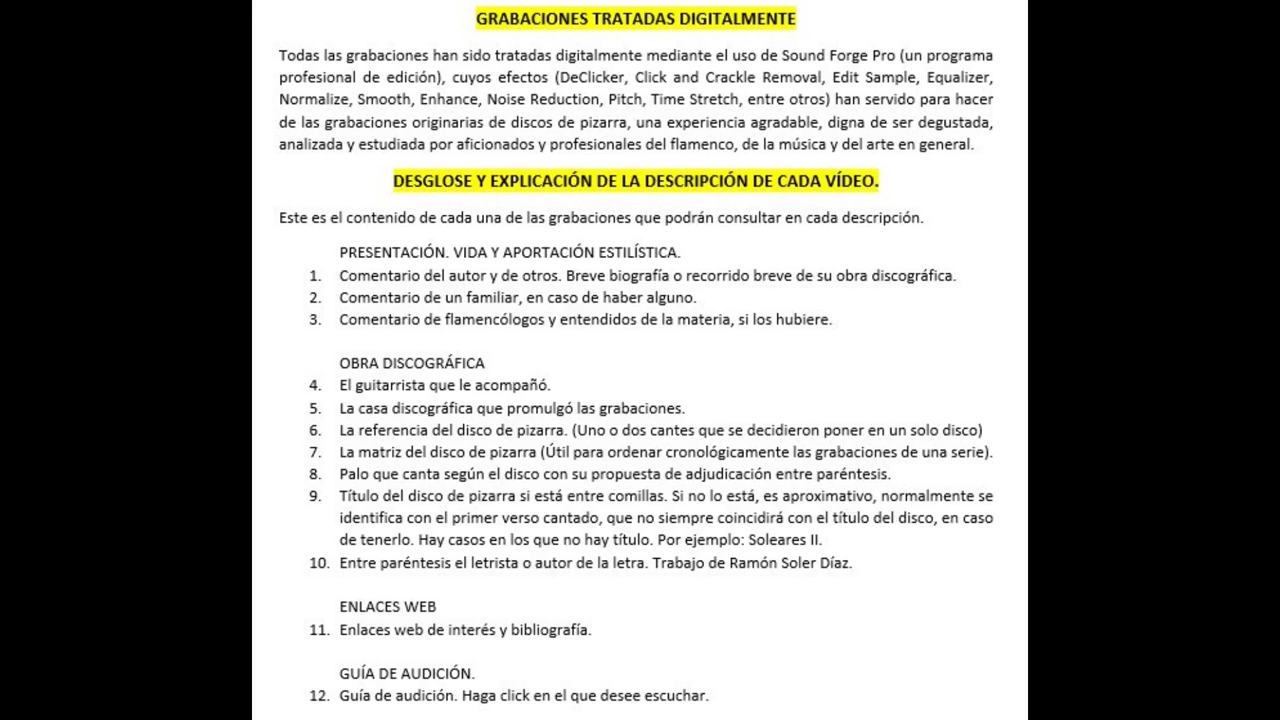 GRABACIONES TRATADAS DIGITALMENTE
Todas las grabaciones han sido tratadas digitalmente mediante el uso de Sound Forge Pro (un programa
profesional de edición), cuyos efectos (DeClicker, Click and Crackle Removal, Edit Sample, Equalizer,
Normalize, Smooth, Enhance, Noise Reduction, Pitch, Time Stretch, entre otros) han servido para hacer
de las grabaciones originarias de discos de pizarra, una experiencia agradable, digna de ser degustada,
analizada y estudiada por aficionados y profesionales del flamenco, de la música y del arte en general.
DESGLOSE Y EXPLICACIÓN DE LA DESCRIPCIÓN DE CADA VÍDEO.
Este es el contenido de cada una de las grabaciones que podrán consultar en cada descripción.
PRESENTACIÓN. VIDA Y APORTACIÓN ESTILÍSTICA.
1. Comentario del autor y de otros. Breve biografía o recorrido breve de su obra discográfica.
2. Comentario de un familiar, en caso de haber alguno.
3. Comentario de flamencólogos y entendidos de la materia, si los hubiere.
OBRA DISCOGRÁFICA
4. El guitarrista que le acompañó.
5. La casa discográfica que promulgó las grabaciones.
6. La referencia del disco de pizarra. (Uno o dos cantes que se decidieron poner en un solo disco)
7. La matriz del disco de pizarra (Útil para ordenar cronológicamente las grabaciones de una serie).
8. Palo que canta según el disco con su propuesta de adjudicación entre paréntesis.
9. Título del disco de pizarra si está entre comillas. Si no lo está, es aproximativo, normalmente se
identifica con el primer verso cantado, que no siempre coincidirá con el título del disco, en caso
de tenerlo. Hay casos en los que no hay título. Por ejemplo: Soleares II.
10. Entre paréntesis el letrista o autor de la letra. Trabajo de Ramón Soler Díaz.
ENLACES WEB
11. Enlaces web de interés y bibliografía.
GUÍA DE AUDICIÓN.
12. Guía de audición. Haga click en el que desee escuchar.